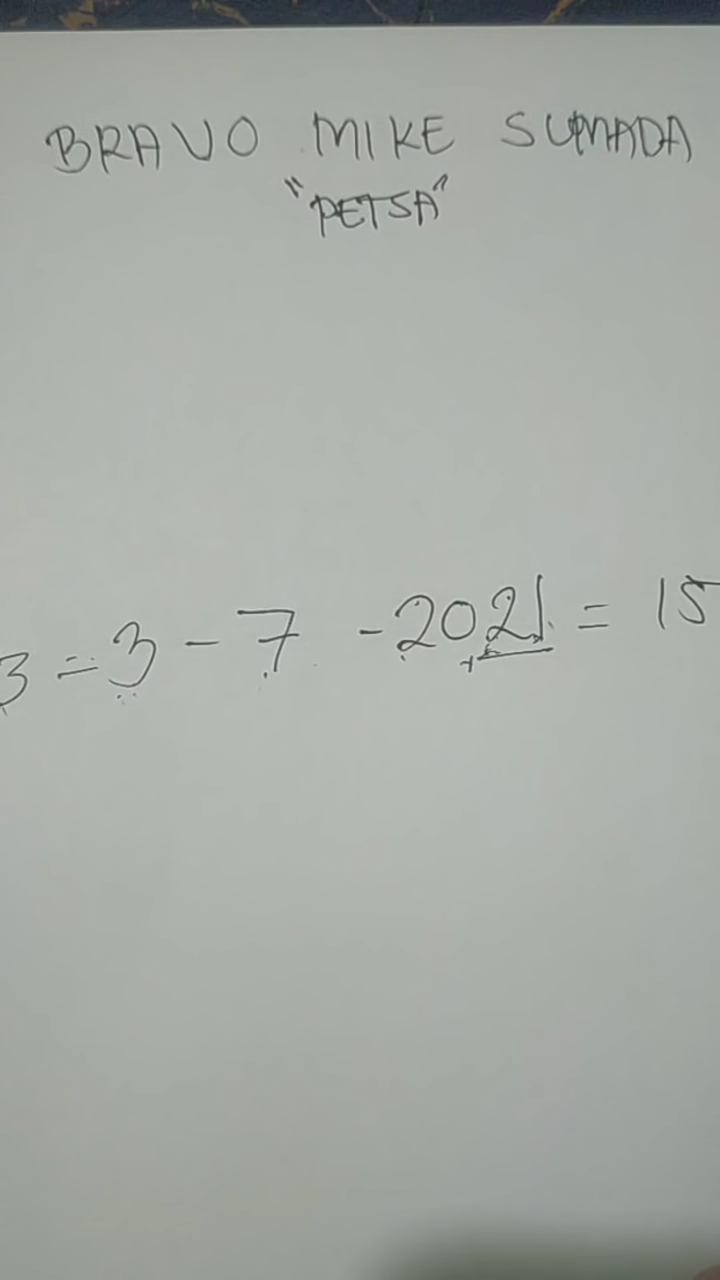 BRAVO MIKE SUMADA
"PETSA"
3 = 3 - 7 - 2021 = 15